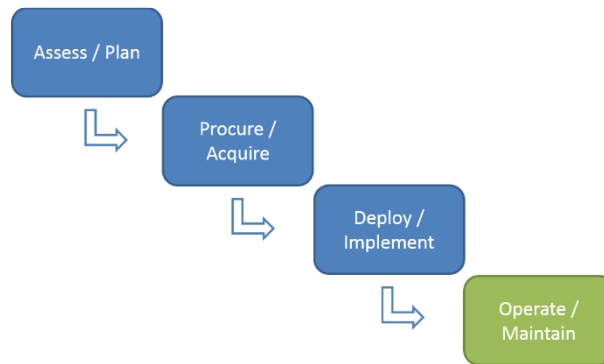 Assess / Plan
Procure /
Acquire
Deploy /
Implement
Operate /
Maintain